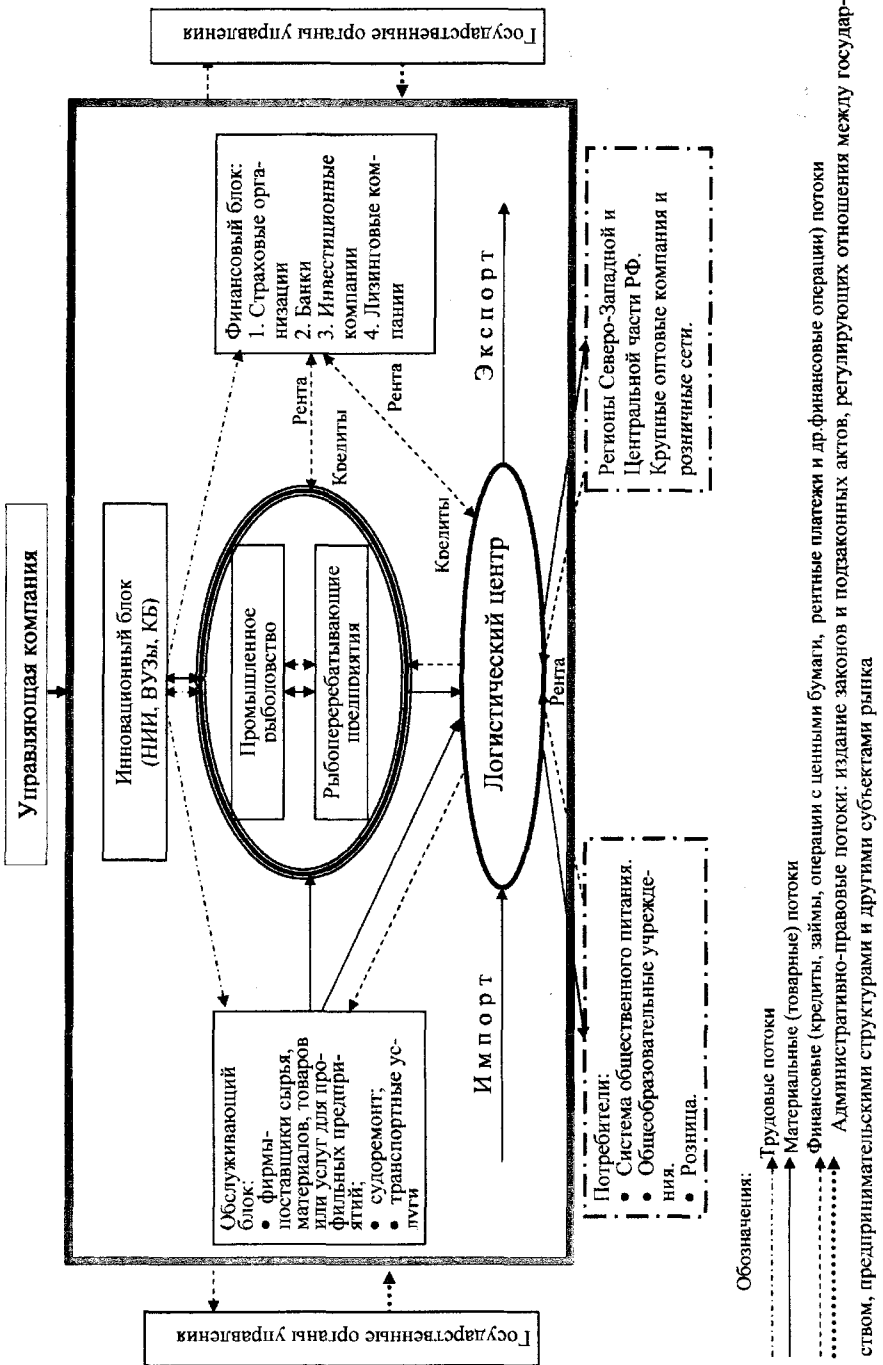 Управляющая компания
Государственные органы управления
Инновационный блок
(НИИ, ВУЗы, КБ)
Обслуживающий
блок:
• фирмы-
поставщики сырья,
материалов, товаров
или услуг для про-
фильных предпри-
ятий;
• судоремонт;
• транспортные ус-
луги
Промышленное
рыболовство
Рыбоперерабатывающие
предприятия
Финансовый блок:
1. Страховые орга-
низации
2. Банки
3. Инвестиционные
компании
4. Лизинговые ком-
пании
Государственные органы управления
Рента
Кредиты
Рента
Кредиты
Импорт
Логистический центр
Экспорт
Рента
Потребители:
• Система общественного питания.
• Общеобразовательные учрежде-
ния.
• Розница.
Регионы Северо-Западной и
Центральной части РФ.
Крупные оптовые компания и
розничные сети.
Обозначения:
Трудовые потоки
Материальные (товарные) потоки
Финансовые (кредиты, займы, операции с ценными бумаги, рентные платежи и др.финансовые операции) потоки
Административно-правовые потоки: издание законов и подзаконных актов, регулирующих отношения между государ-
ством, предпринимательскими структурами и другими субъектами рынка